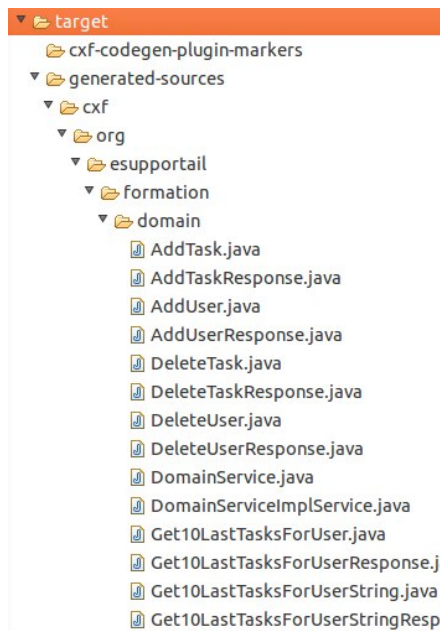 target
cxf-codegen-plugin-markers
generated-sources
cxf
org
esupportail
formation
domain
AddTask.java
AddTaskResponse.java
AddUser.java
AddUserResponse.java
DeleteTask.java
DeleteTaskResponse.java
DeleteUser.java
DeleteUserResponse.java
DomainService.java
DomainServiceImplService.java
Get10LastTasksForUser.java
Get10LastTasksForUserResponse.j
Get10LastTasksForUserString.java
Get10LastTasksForUserStringResp